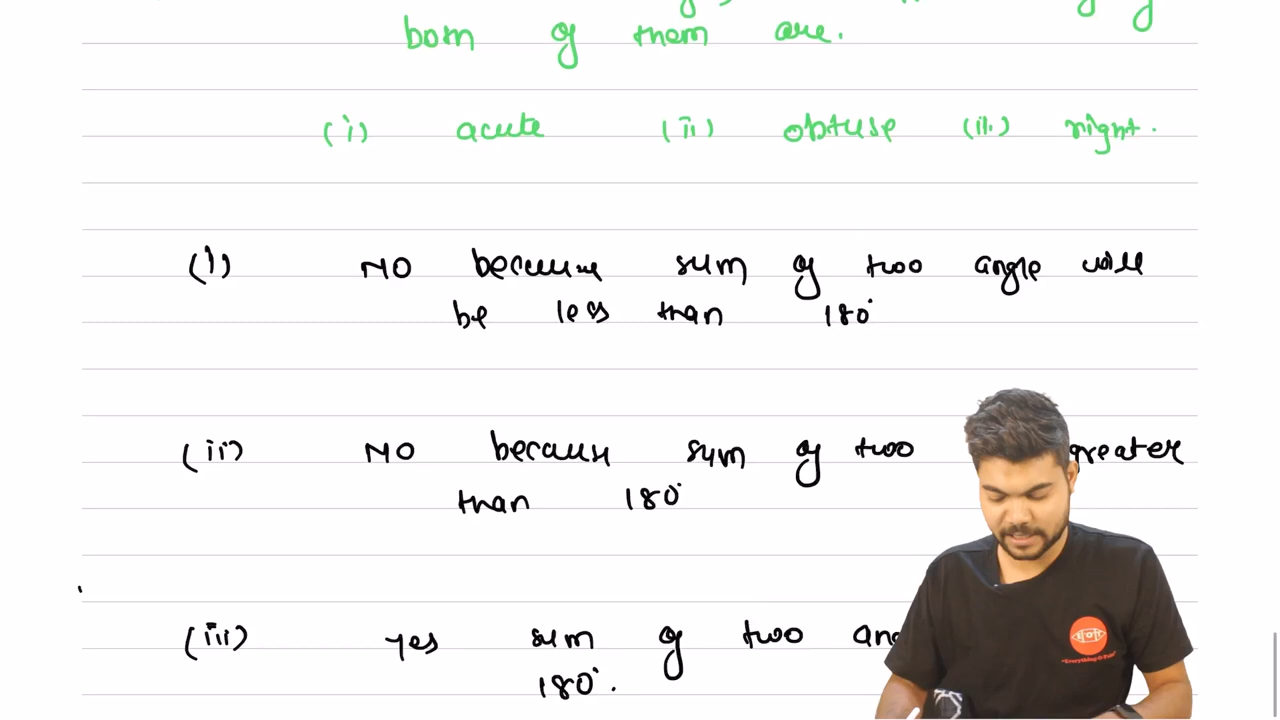 both of them are.
(i) acute (ii) obtuse (iii) right.
(i) NO because sum of two angle will
be less than 180°
(ii) NO because sum of two greater
than 180°
(iii) yes sum of two
180°.